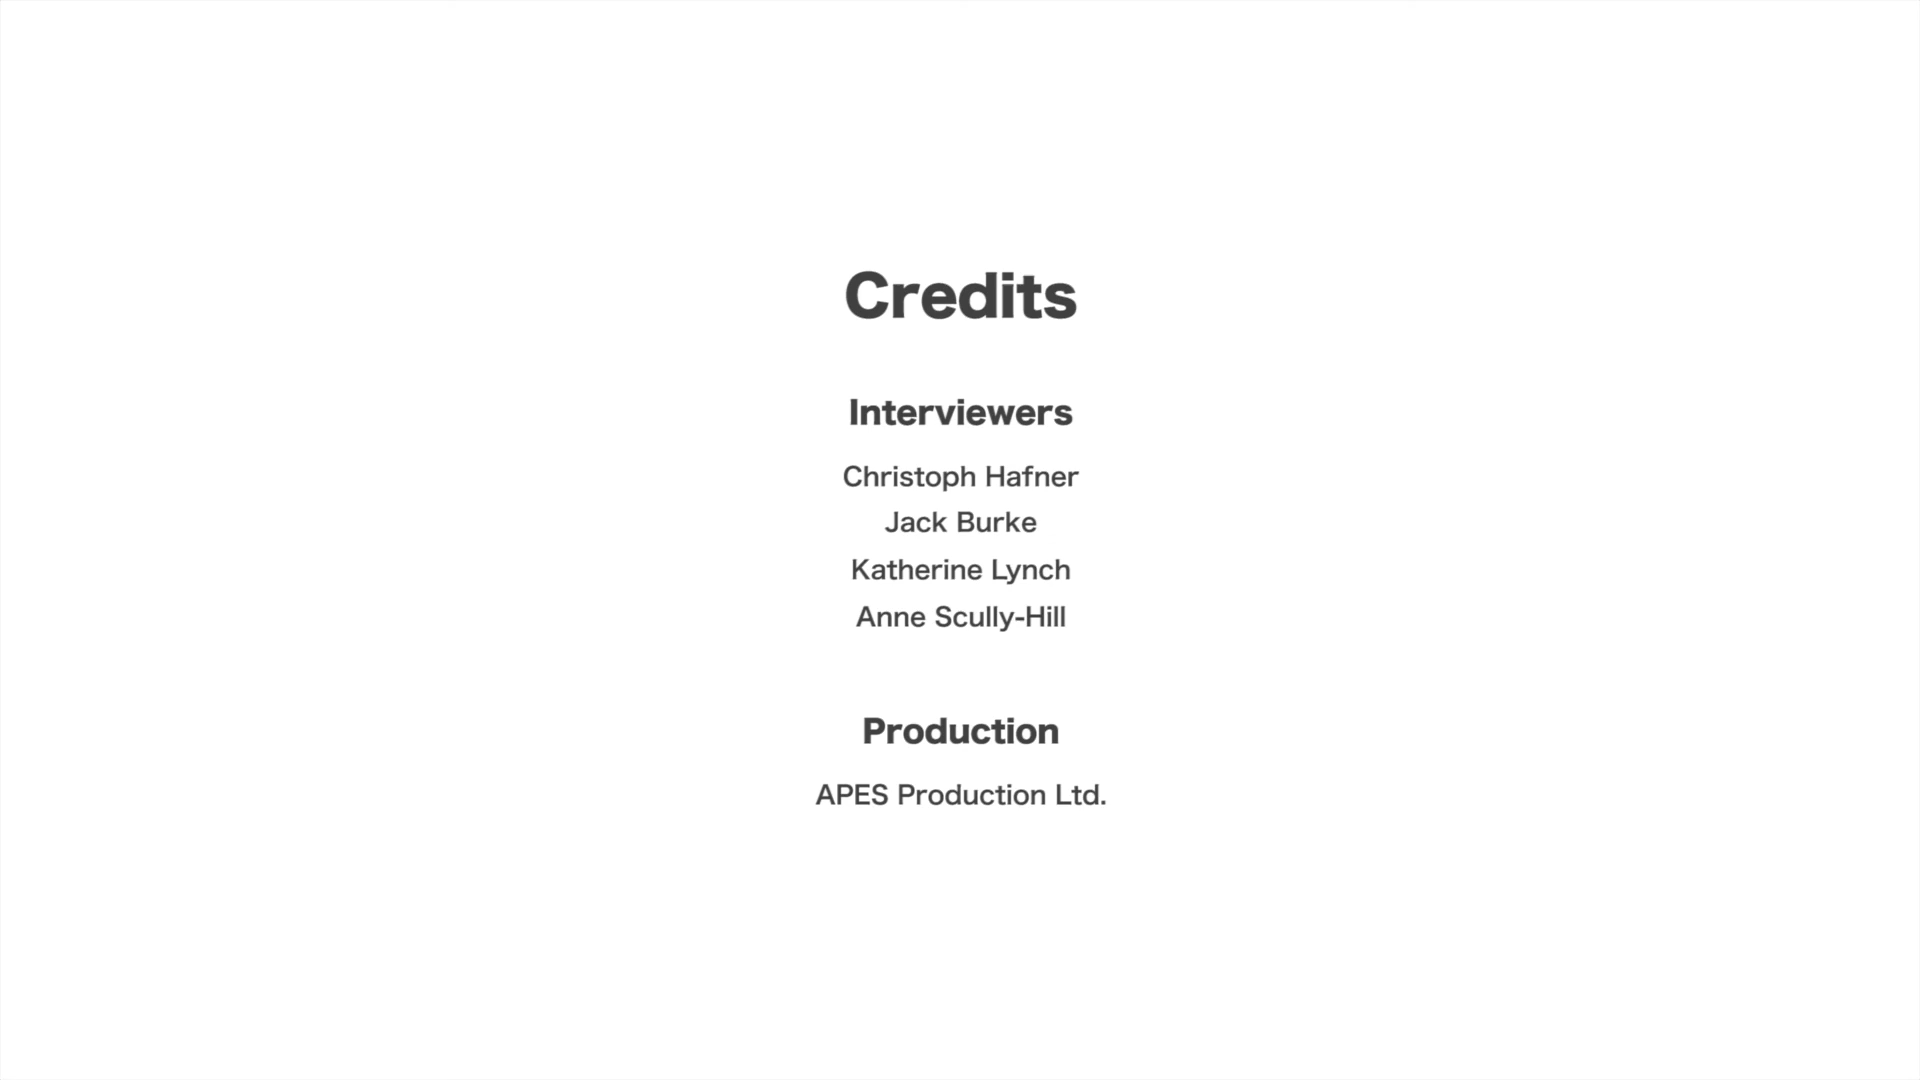 Credits
Interviewers
Christoph Hafner
Jack Burke
Katherine Lynch
Anne Scully-Hill
Production
APES Production Ltd.